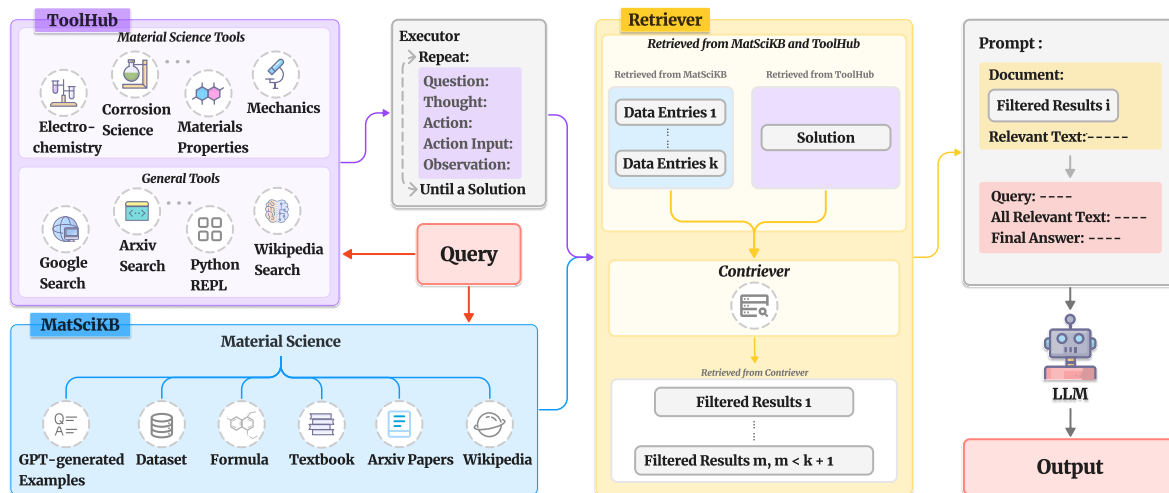 ToolHub
Material Science Tools
Electro-
chemistry
Corrosion
Science
Materials
Properties
Mechanics
General Tools
Google
Search
Arxiv
Search
Python
REPL
Wikipedia
Search
Executor
Repeat:
Question:
Thought:
Action:
Action Input:
Observation:
Until a Solution
Query
MatSciKB
Material Science
Q
A
GPT-generated
Examples
Dataset
Formula
Textbook
Arxiv Papers
Wikipedia
Retriever
Retrieved from MatSciKB and ToolHub
Retrieved from MatSciKB
Data Entries 1
Data Entries k
Retrieved from ToolHub
Solution
Contriever
Retrieved from Contriever
Filtered Results 1
Filtered Results m, m < k + 1
Prompt :
Document:
Filtered Results i
Relevant Text:-----
Query: ----
All Relevant Text: ----
Final Answer: ----
LLM
Output